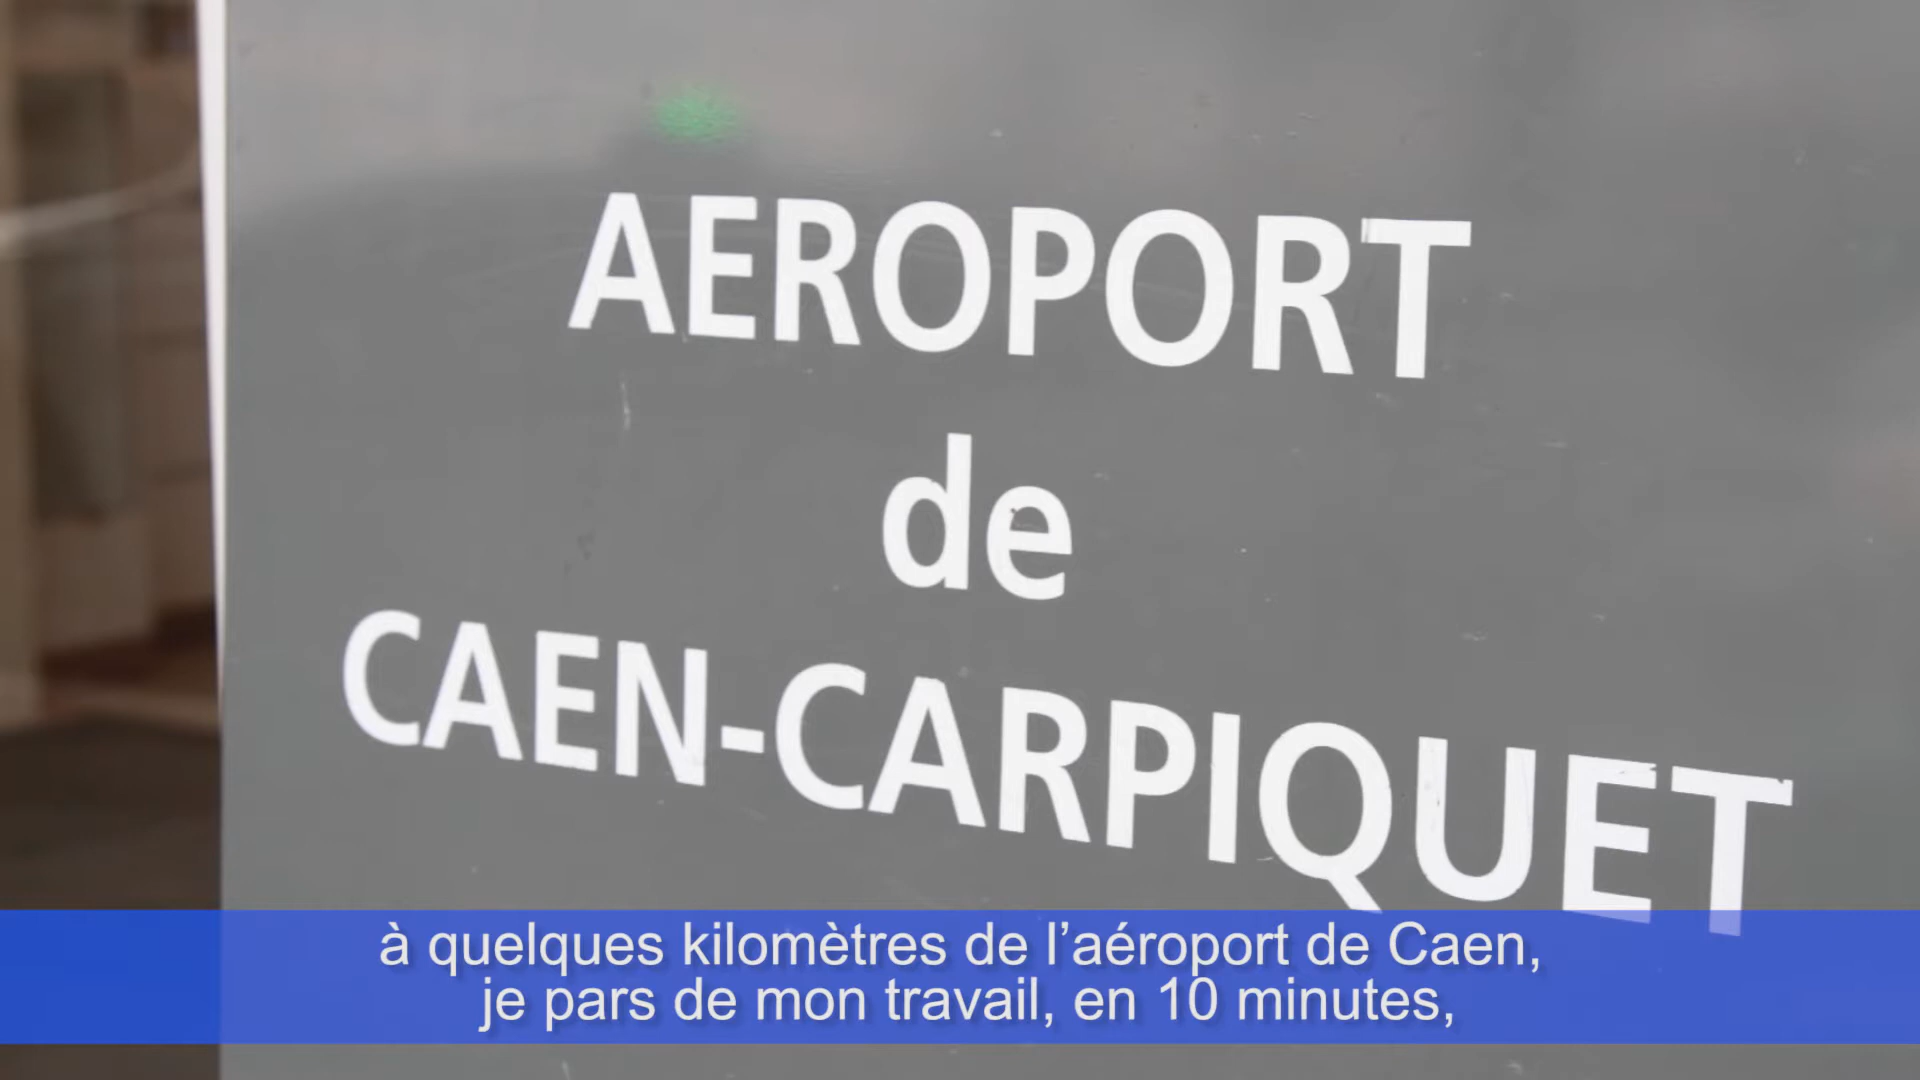 AEROPORT
de
CAEN-CARPIQUET
à quelques kilomètres de l’aéroport de Caen,
je pars de mon travail, en 10 minutes,